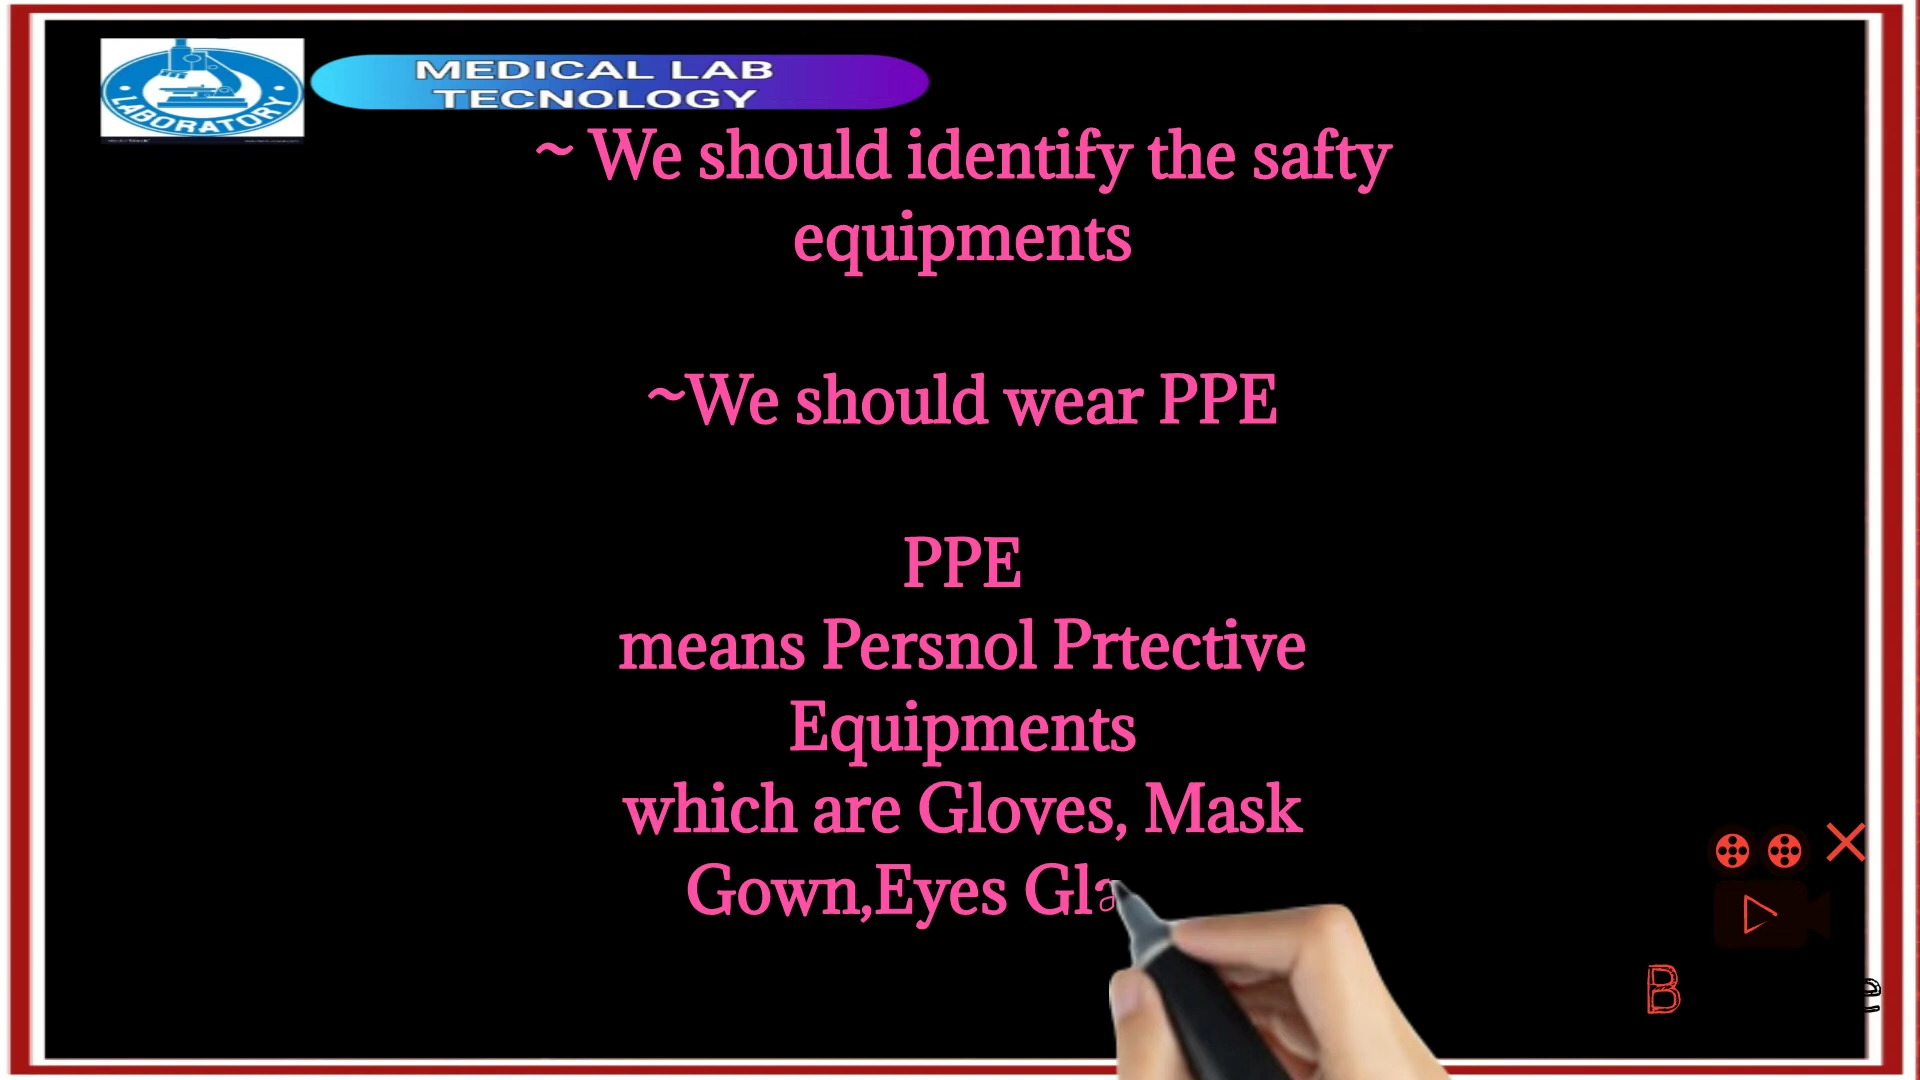 LABORATORY
MEDICAL LAB
TECNOLOGY
~ We should identify the safty
equipments
~We should wear PPE
PPE
means Persnol Prtective
Equipments
which are Gloves, Mask
Gown,Eyes Gla
B e